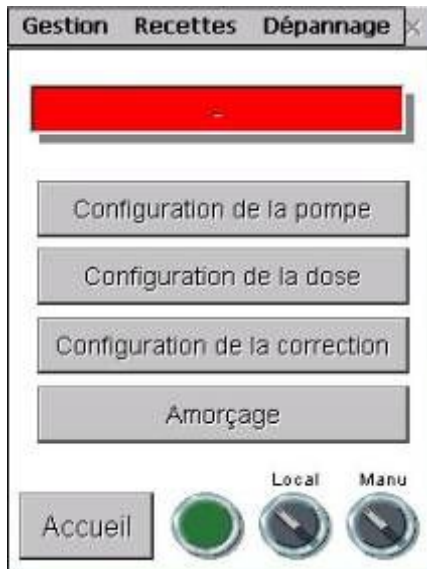 Gestion Recettes Dépannage
-
Configuration de la pompe
Configuration de la dose
Configuration de la correction
Amorçage
Local Manu
Accueil